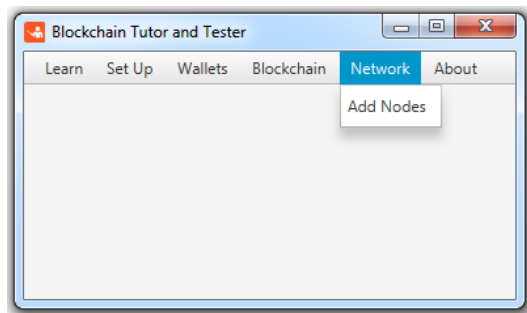 Blockchain Tutor and Tester
Learn Set Up Wallets Blockchain Network About
Add Nodes